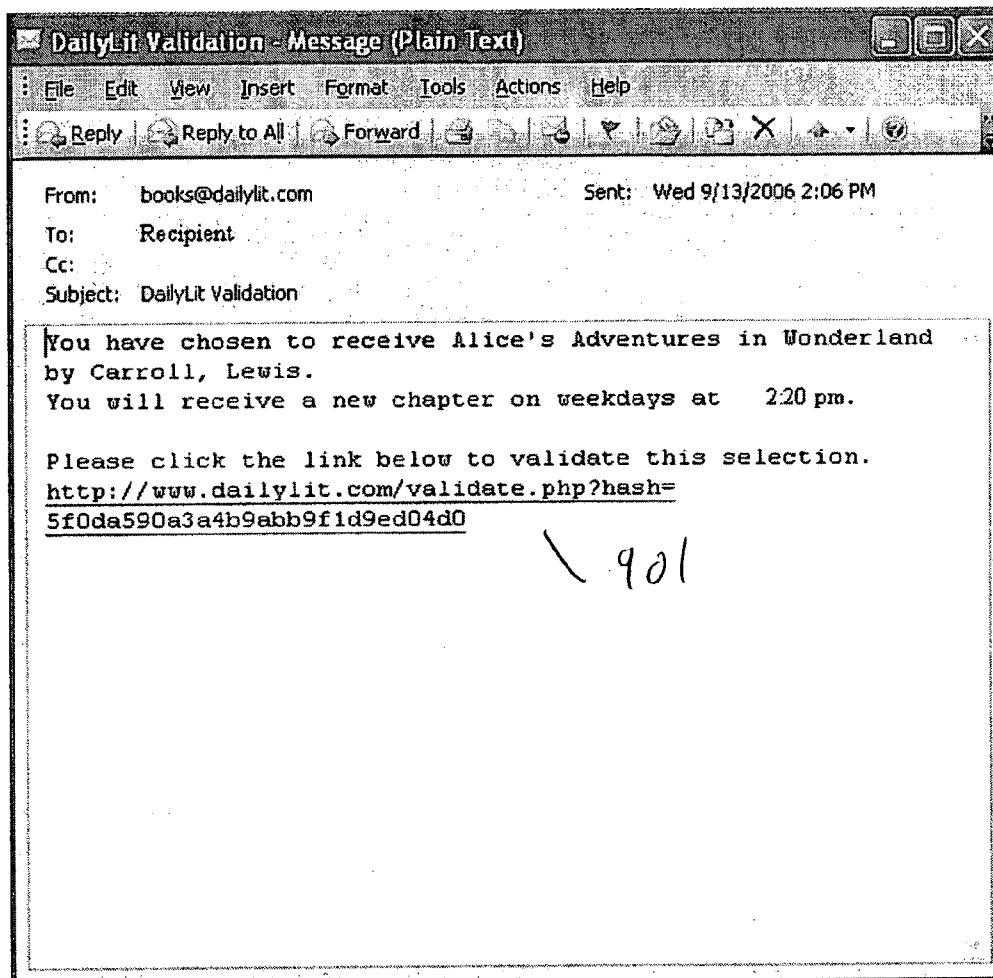 DailyLit Validation - Message (Plain Text)
File Edit View Insert Format Tools Actions Help
Reply Reply to All Forward
From: books@dailylit.com Sent: Wed 9/13/2006 2:06 PM
To: Recipient
Cc:
Subject: DailyLit Validation
You have chosen to receive Alice's Adventures in Wonderland
by Carroll, Lewis.
You will receive a new chapter on weekdays at 2:20 pm.
Please click the link below to validate this selection.
http://www.dailylit.com/validate.php?hash=
5f0da590a3a4b9abb9f1d9ed04d0
901